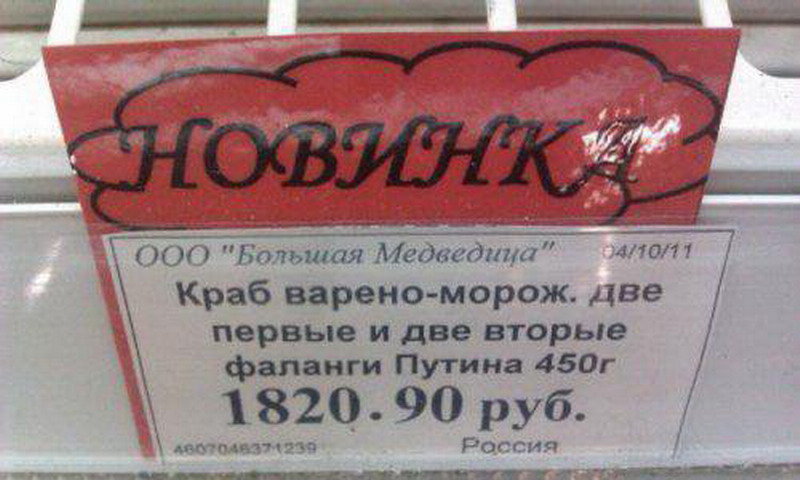 НОВИНКА
ООО "Большая Медведица" 04/10/11
Краб варено-морож. две
первые и две вторые
фаланги Путина 450г
1820.90 руб.
4607046371239 Россия